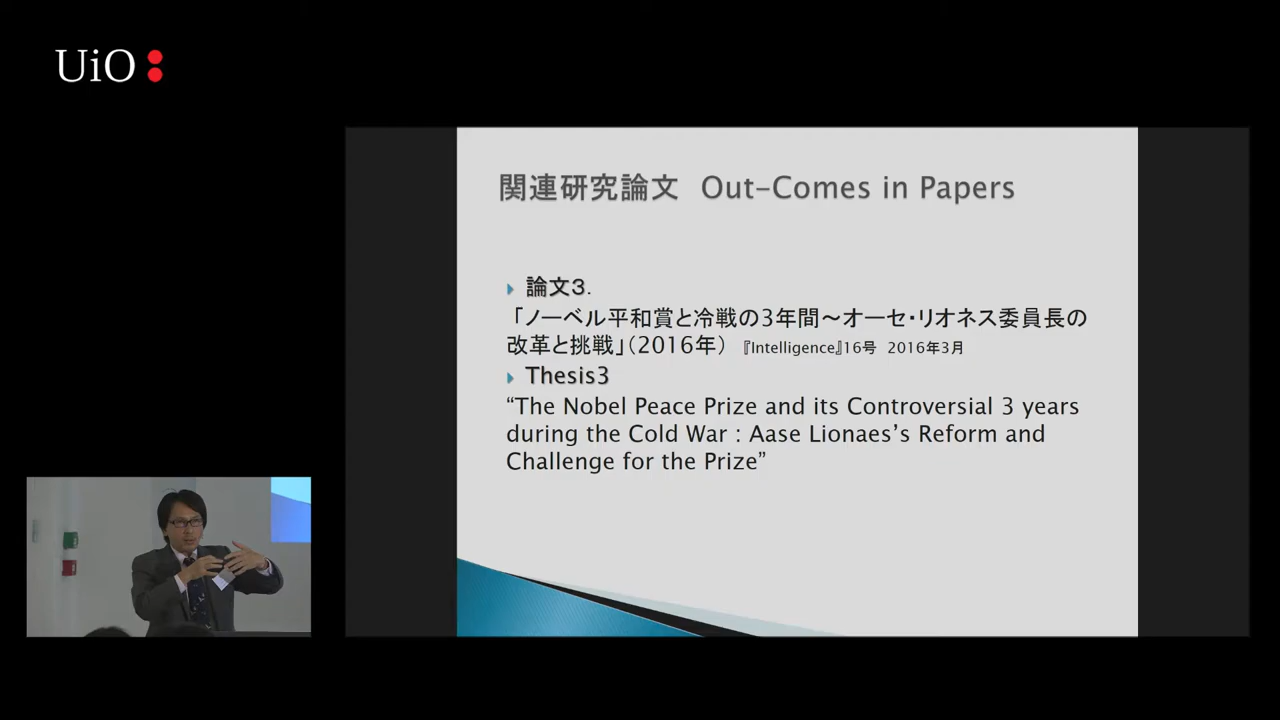 UiO:
関連研究論文 Out-Comes in Papers
論文3.
「ノーベル平和賞と冷戦の3年間～オーセ・リオネス委員長の
改革と挑戦」(2016年) 『Intelligence』16号 2016年3月
Thesis3
“The Nobel Peace Prize and its Controversial 3 years
during the Cold War : Aase Lionaes’s Reform and
Challenge for the Prize”